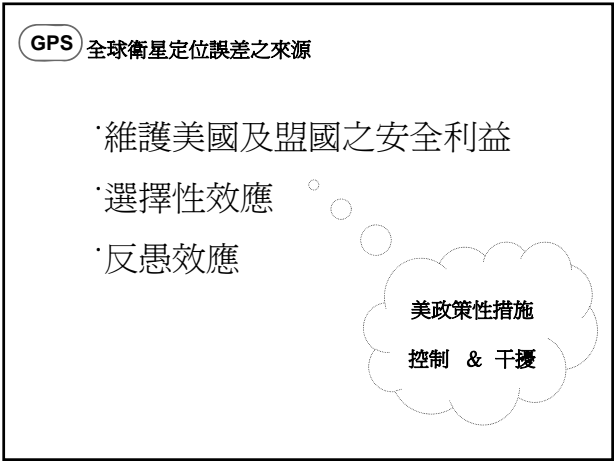 GPS 全球衛星定位誤差之來源
˙維護美國及盟國之安全利益
˙選擇性效應
˙反愚效應
美政策性措施
控制 & 干擾